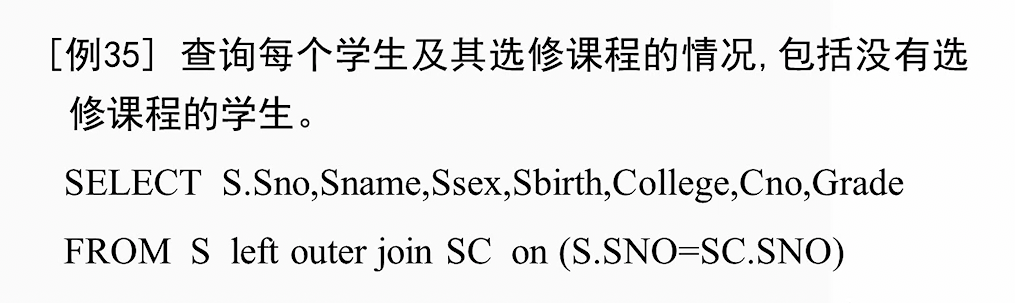 [例35] 查询每个学生及其选修课程的情况,包括没有选
修课程的学生。
SELECT S.Sno,Sname,Ssex,Sbirth,College,Cno,Grade
FROM S left outer join SC on (S.SNO=SC.SNO)